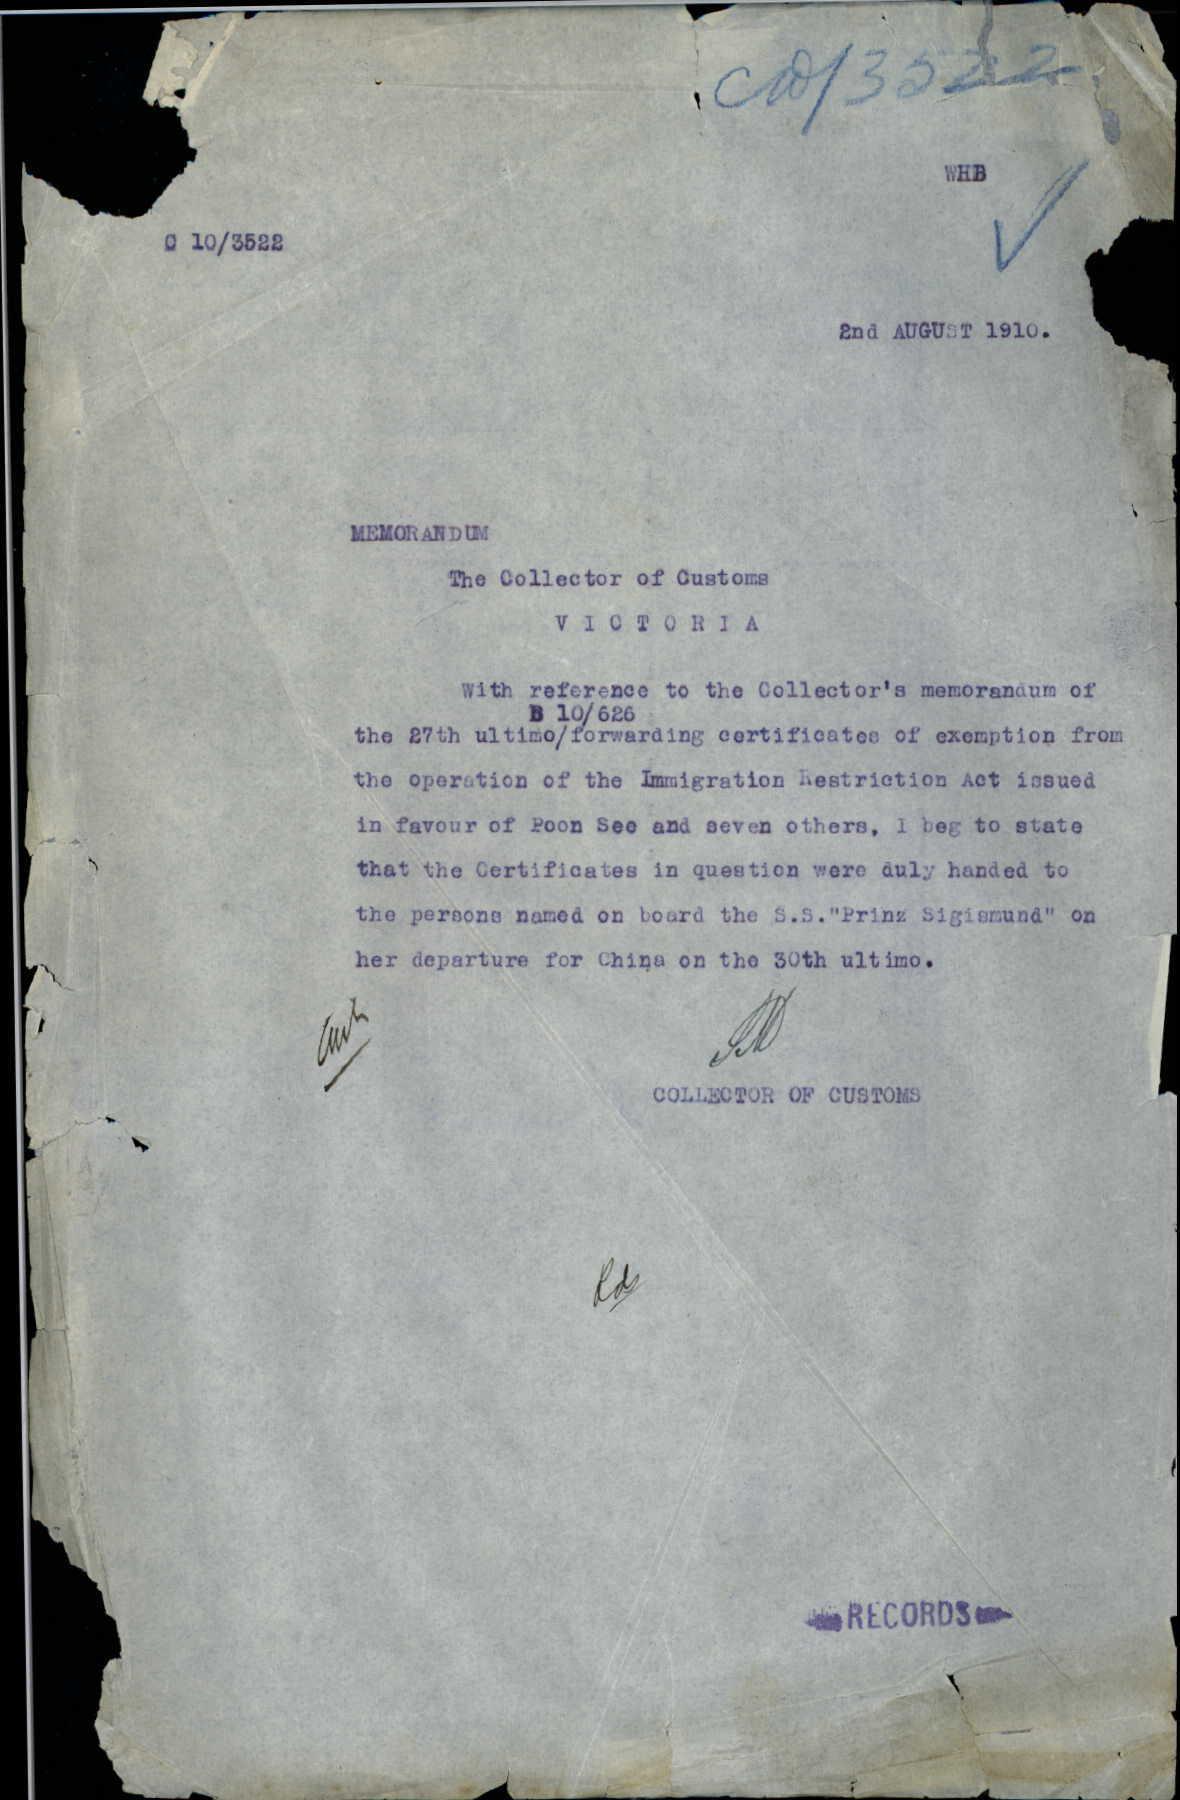 C10/3522
WHB
C 10/3522
2nd AUGUST 1910.
MEMORANDUM
The Collector of Customs
V I C T O R I A
With reference to the Collector's memorandum of
B 10/626
the 27th ultimo/forwarding certificates of exemption from
the operation of the Immigration Restriction Act issued
in favour of Poon See and seven others, I beg to state
that the Certificates in question were duly handed to
the persons named on board the S.S."Prinz Sigismund" on
her departure for China on the 30th ultimo.
COLLECTOR OF CUSTOMS
Rds
RECORDS